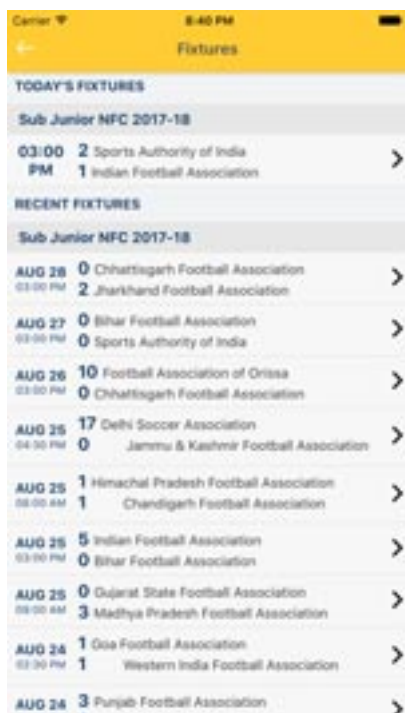 Carrier 8:40 PM
Fixtures
TODAY'S FIXTURES
Sub Junior NFC 2017-18
03:00 PM 2 Sports Authority of India
1 Indian Football Association
RECENT FIXTURES
Sub Junior NFC 2017-18
AUG 28 0 Chhattisgarh Football Association
03:00 PM 2 Jharkhand Football Association
AUG 27 0 Bihar Football Association
03:00 PM 0 Sports Authority of India
AUG 26 10 Football Association of Orissa
03:00 PM 0 Chhattisgarh Football Association
AUG 25 17 Delhi Soccer Association
04:30 PM 0 Jammu & Kashmir Football Association
AUG 25 1 Himachal Pradesh Football Association
08:00 AM 1 Chandigarh Football Association
AUG 25 5 Indian Football Association
03:00 PM 0 Bihar Football Association
AUG 25 0 Gujarat State Football Association
09:00 AM 3 Madhya Pradesh Football Association
AUG 24 1 Goa Football Association
02:30 PM 1 Western India Football Association
AUG 24 3 Punjab Football Association